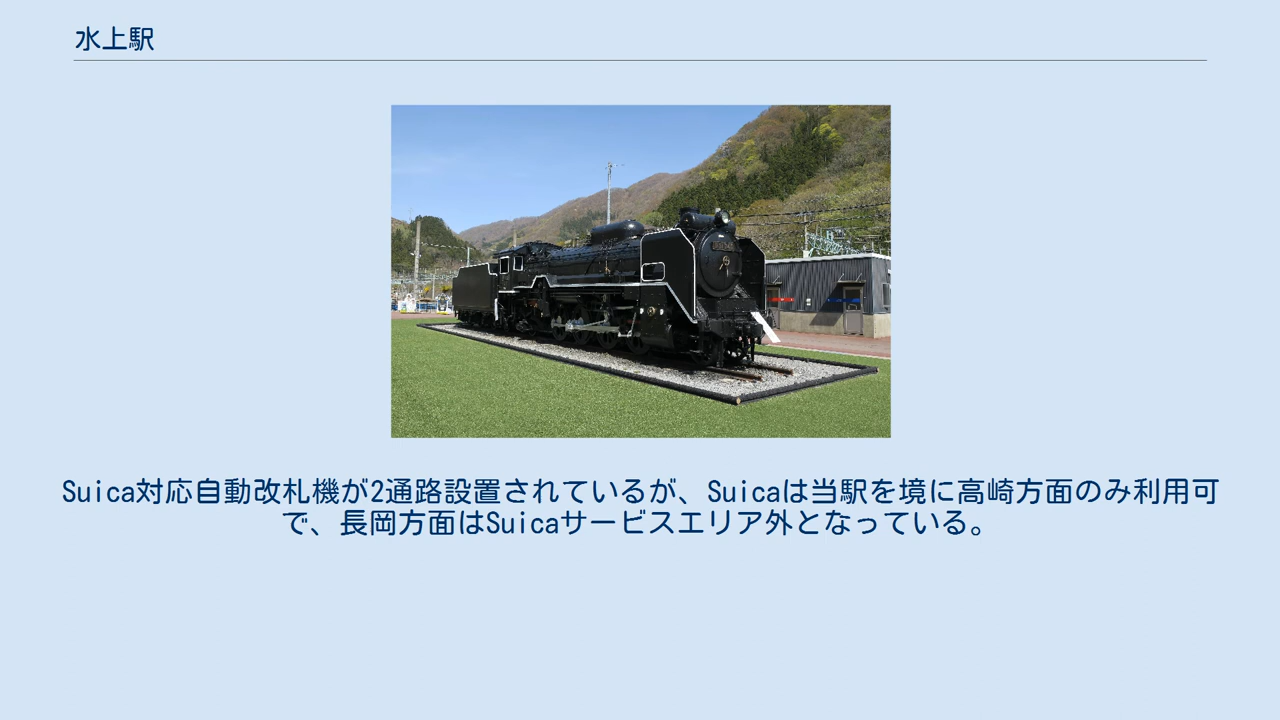 水上駅
Suica対応自動改札機が2通路設置されているが、Suicaは当駅を境に高崎方面のみ利用可
で、長岡方面はSuicaサービスエリア外となっている。